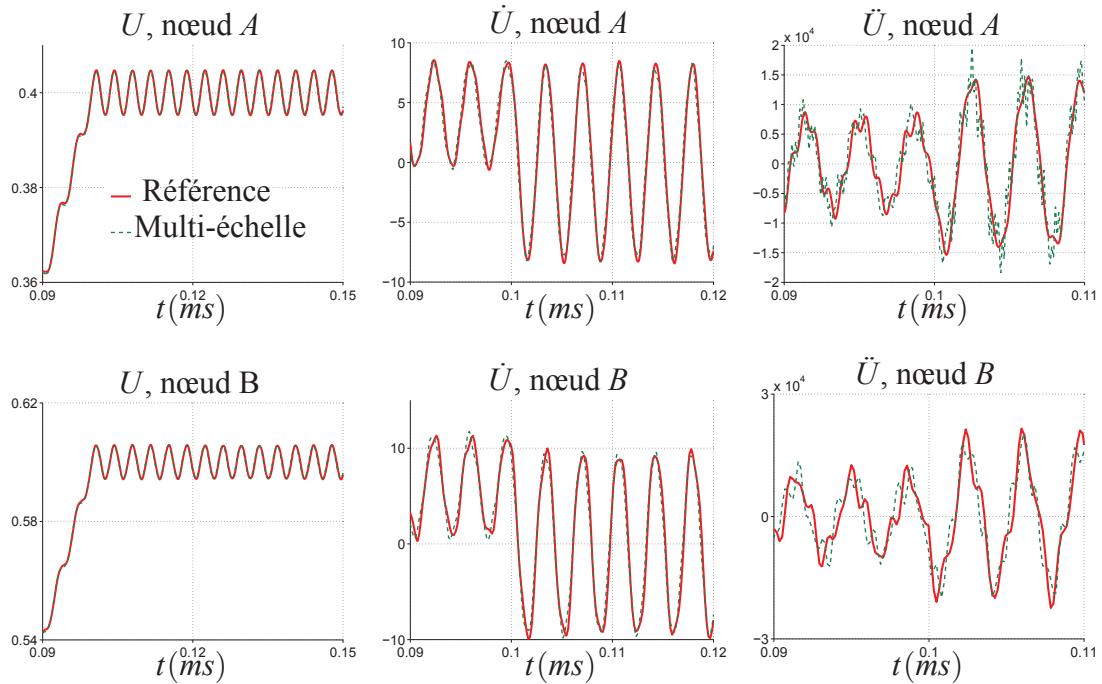 U, nœud A
0.4
0.38
0.36
0.09
0.12
0.15
t(ms)
Référence
Multi-échelle
U̇, nœud A
10
5
0
−5
−10
0.09
0.1
0.11
0.12
t(ms)
Ü, nœud A
x 10⁴
2
1.5
1
0.5
0
−0.5
−1
−1.5
−2
0.09
0.1
0.11
t(ms)
U, nœud B
0.62
0.58
0.54
0.09
0.12
0.15
t(ms)
U̇, nœud B
10
0
−10
0.09
0.1
0.11
0.12
t(ms)
Ü, nœud B
x 10⁴
3
0
−3
0.09
0.1
0.11
t(ms)